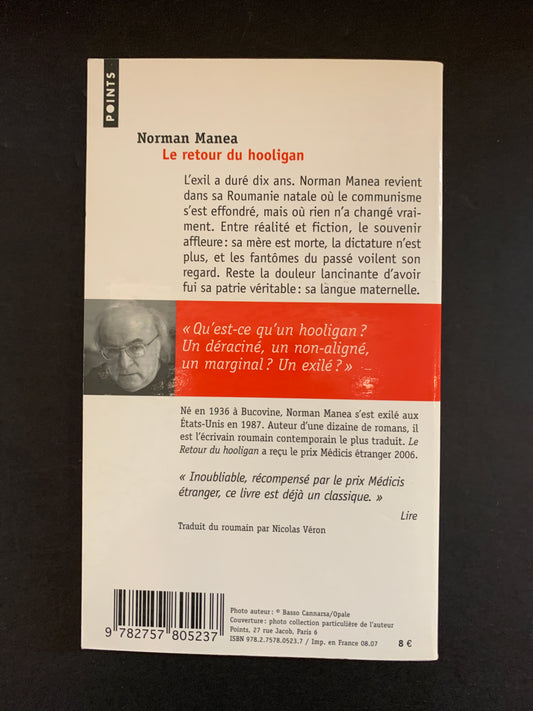 POINTS
Norman Manea
Le retour du hooligan
L'exil a duré dix ans. Norman Manea revient
dans sa Roumanie natale où le communisme
s'est effondré, mais où rien n'a changé vrai-
ment. Entre réalité et fiction, le souvenir
affleure : sa mère est morte, la dictature n'est
plus, et les fantômes du passé voilent son
regard. Reste la douleur lancinante d'avoir
fui sa patrie véritable : sa langue maternelle.
« Qu'est-ce qu'un hooligan ?
Un déraciné, un non-aligné,
un marginal ? Un exilé ? »
Né en 1936 à Bucovine, Norman Manea s'est exilé aux
États-Unis en 1987. Auteur d'une dizaine de romans, il
est l'écrivain roumain contemporain le plus traduit. Le
Retour du hooligan a reçu le prix Médicis étranger 2006.
« Inoubliable, récompensé par le prix Médicis
étranger, ce livre est déjà un classique. »
Lire
Traduit du roumain par Nicolas Véron
9 782757 805237
Photo auteur : © Basso Cannarsa/Opale
Couverture : photo collection particulière de l'auteur
Points, 27 rue Jacob, Paris 6
ISBN 978.2.7578.0523.7 / Imp. en France 08.07
8 €